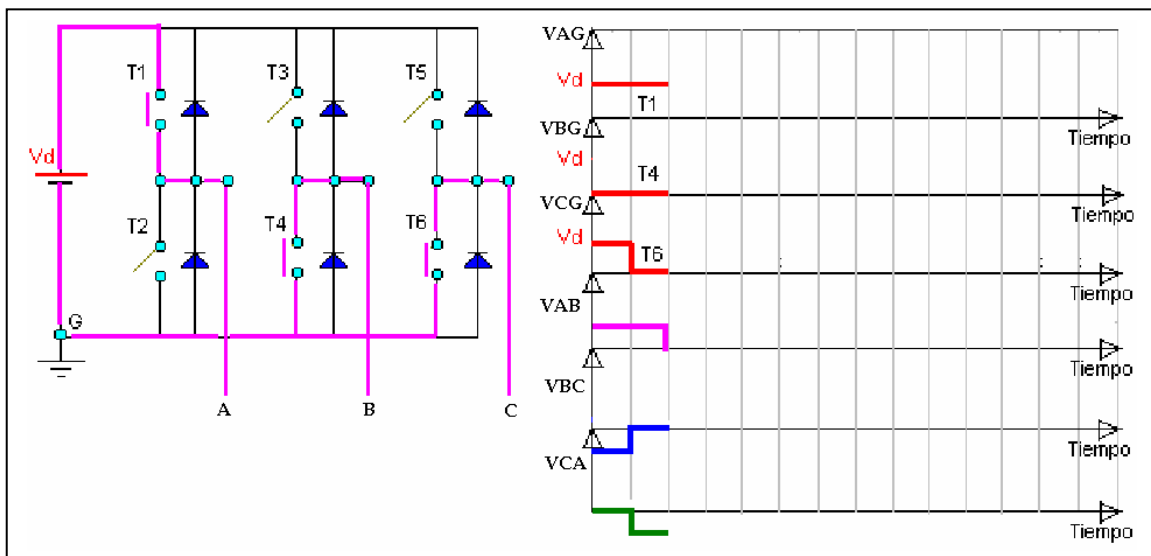 T1
T3
T5
Vd
T2
T4
T6
G
A
B
C
VAG
Vd
T1
VBG
Tiempo
Vd
T4
VCG
Tiempo
Vd
T6
VAB
Tiempo
VBC
Tiempo
VCA
Tiempo
Tiempo